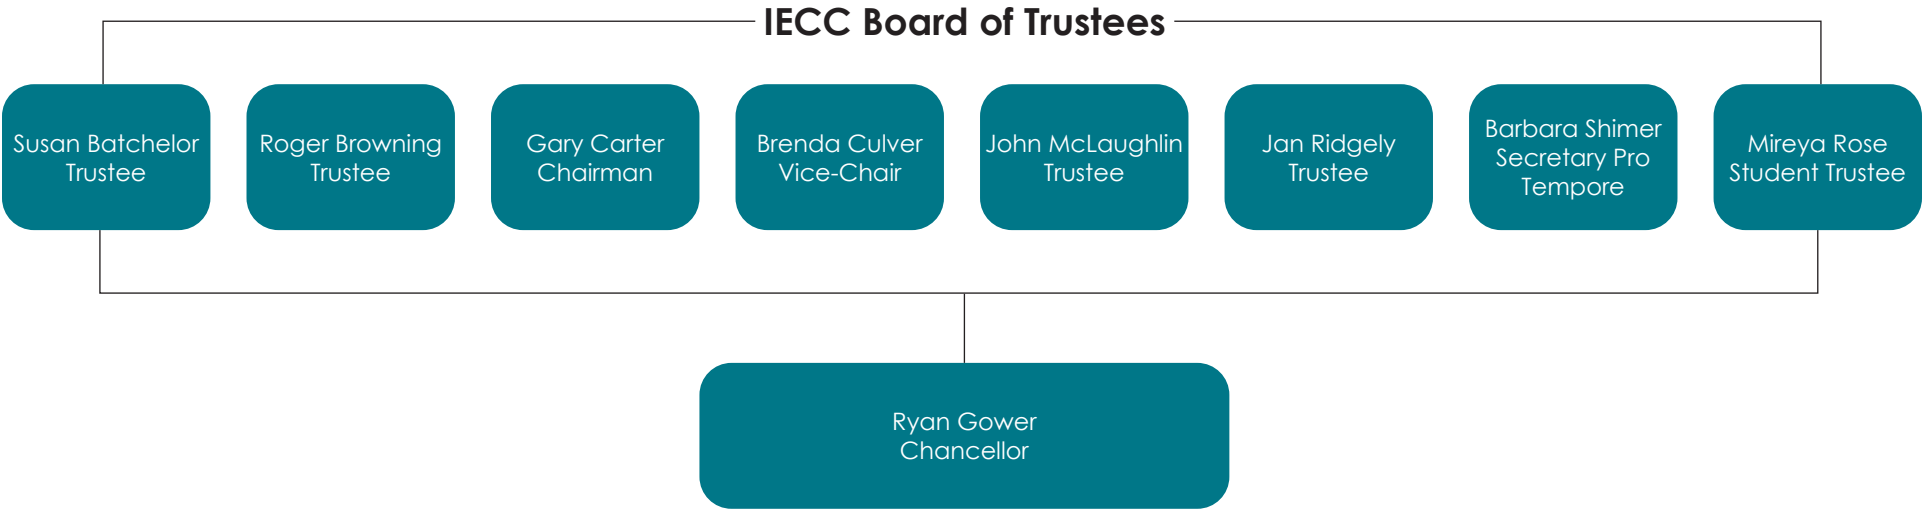 IECC Board of Trustees
Susan Batchelor
Trustee
Roger Browning
Trustee
Gary Carter
Chairman
Brenda Culver
Vice-Chair
John McLaughlin
Trustee
Jan Ridgely
Trustee
Barbara Shimer
Secretary Pro
Tempore
Mireya Rose
Student Trustee
Ryan Gower
Chancellor